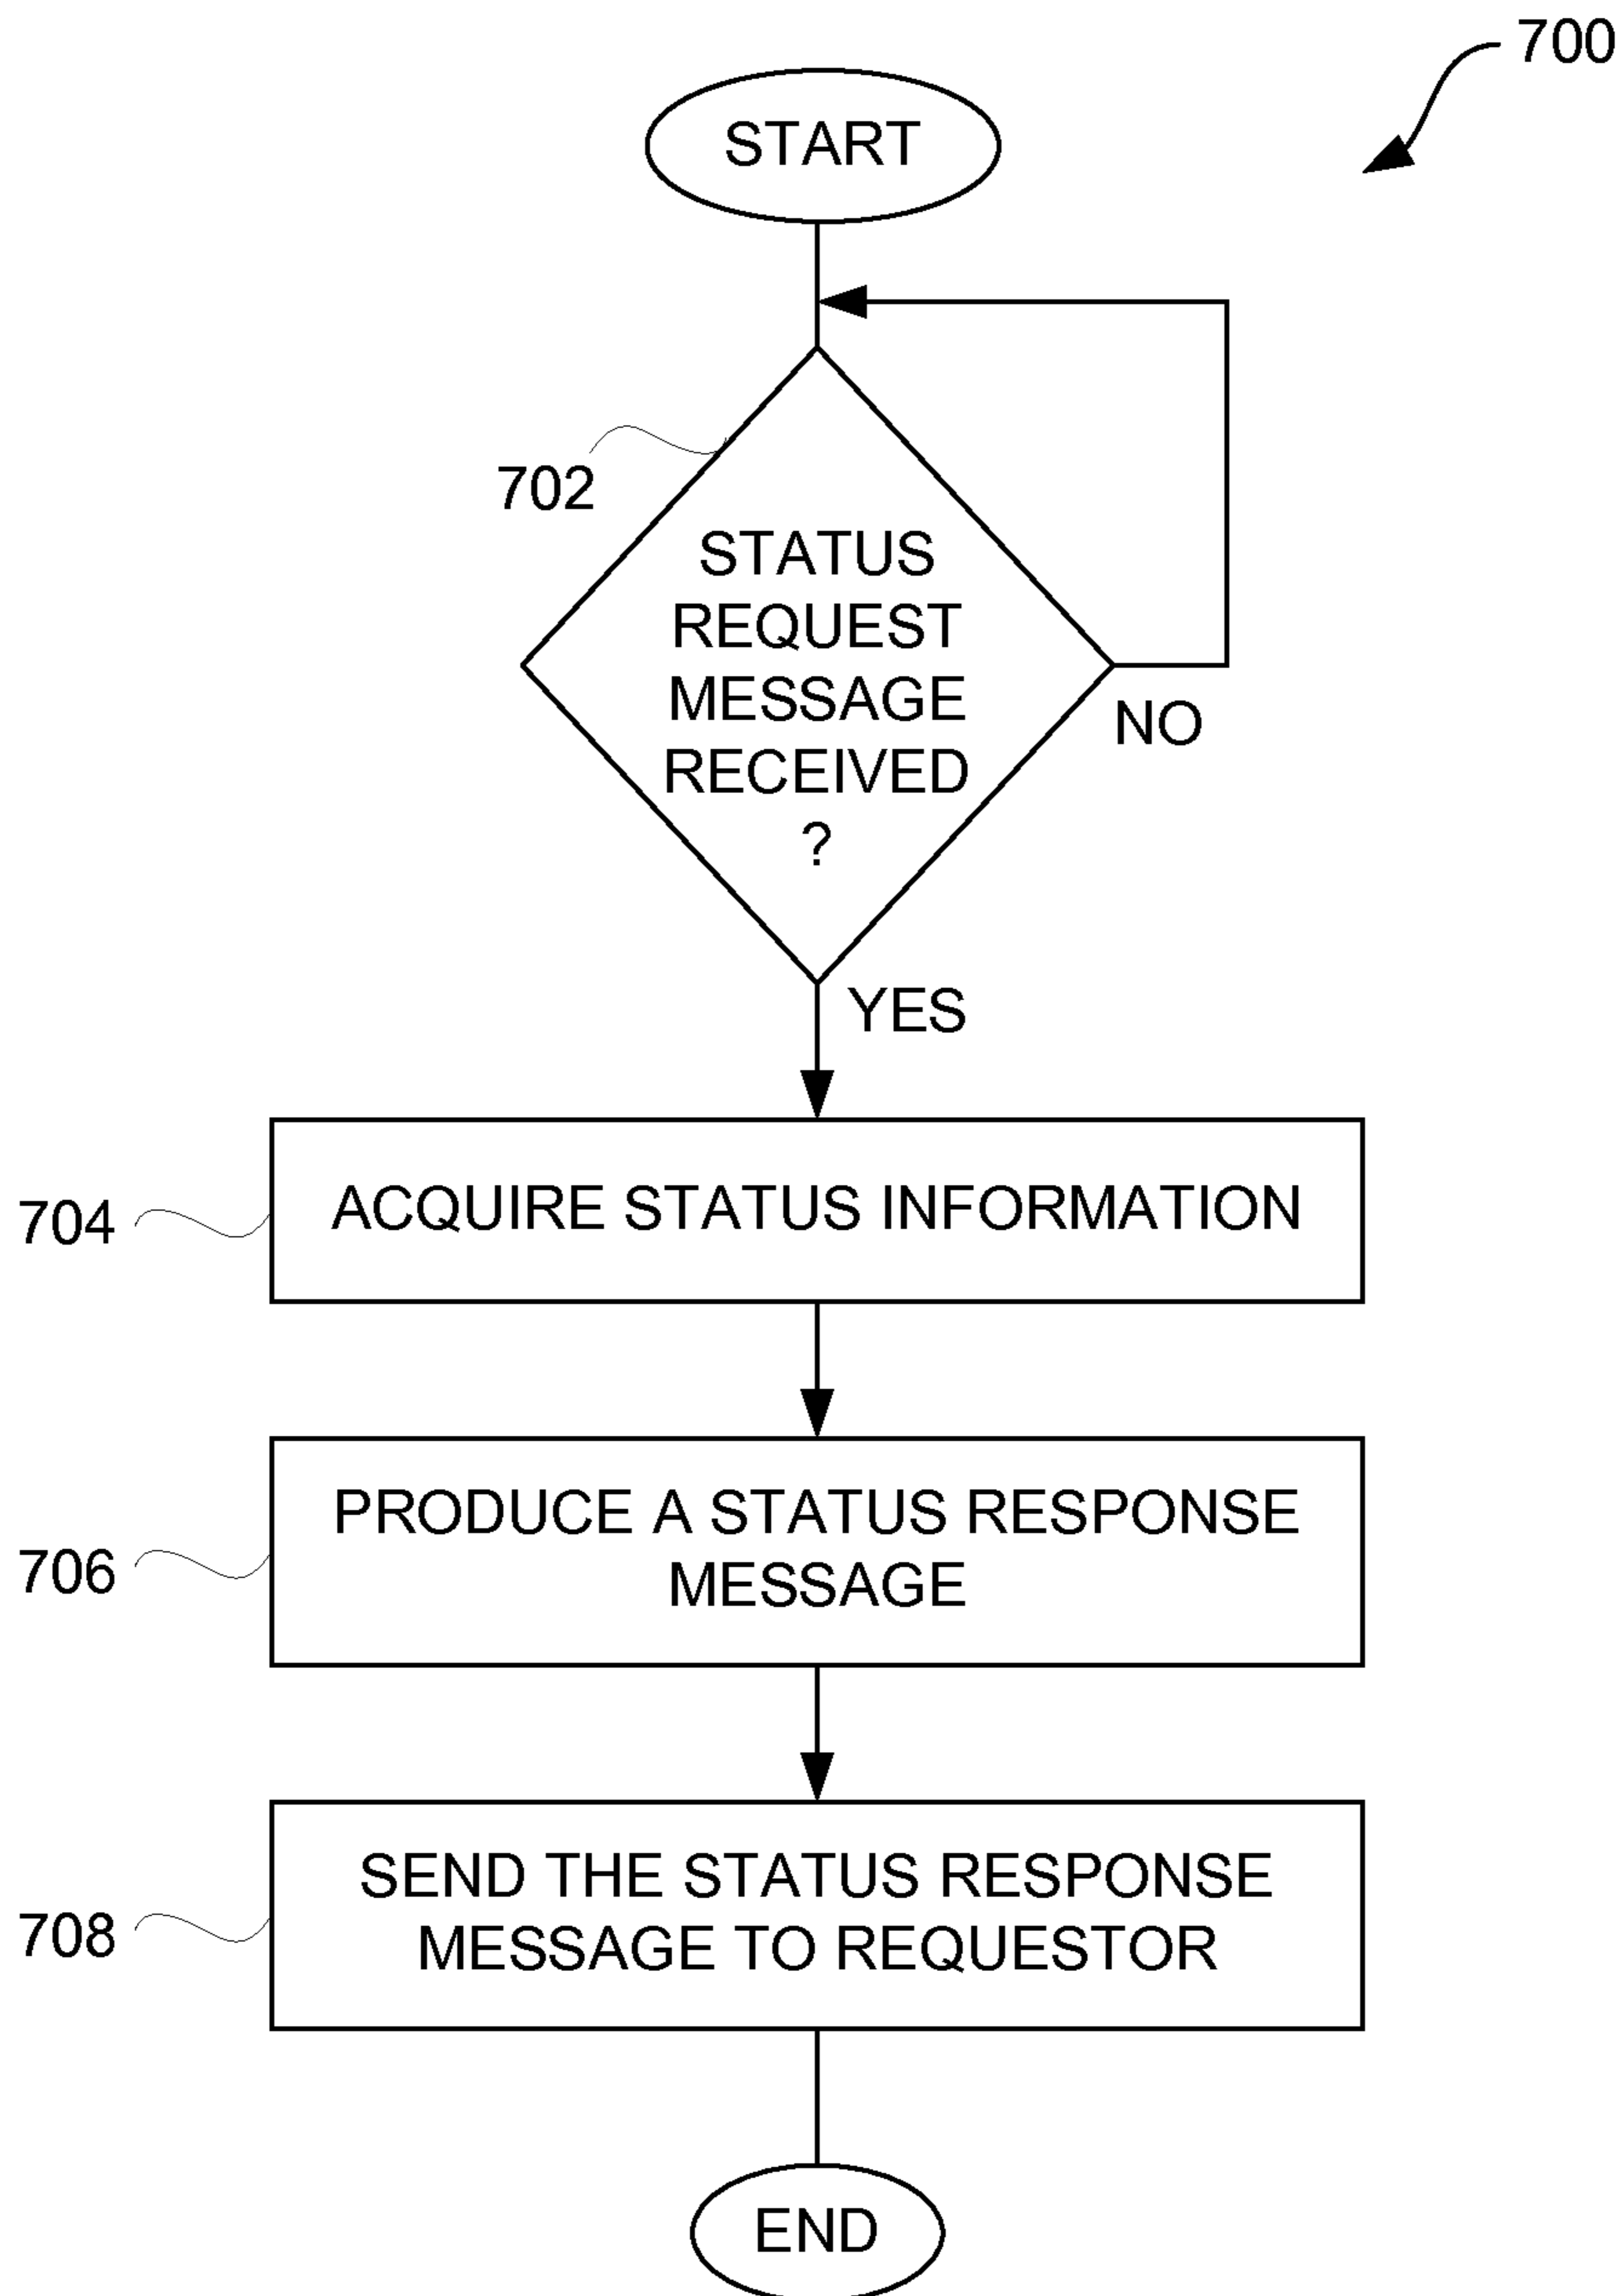 700
START
702
STATUS
REQUEST
MESSAGE
RECEIVED
?
NO
YES
704
ACQUIRE STATUS INFORMATION
706
PRODUCE A STATUS RESPONSE
MESSAGE
708
SEND THE STATUS RESPONSE
MESSAGE TO REQUESTOR
END